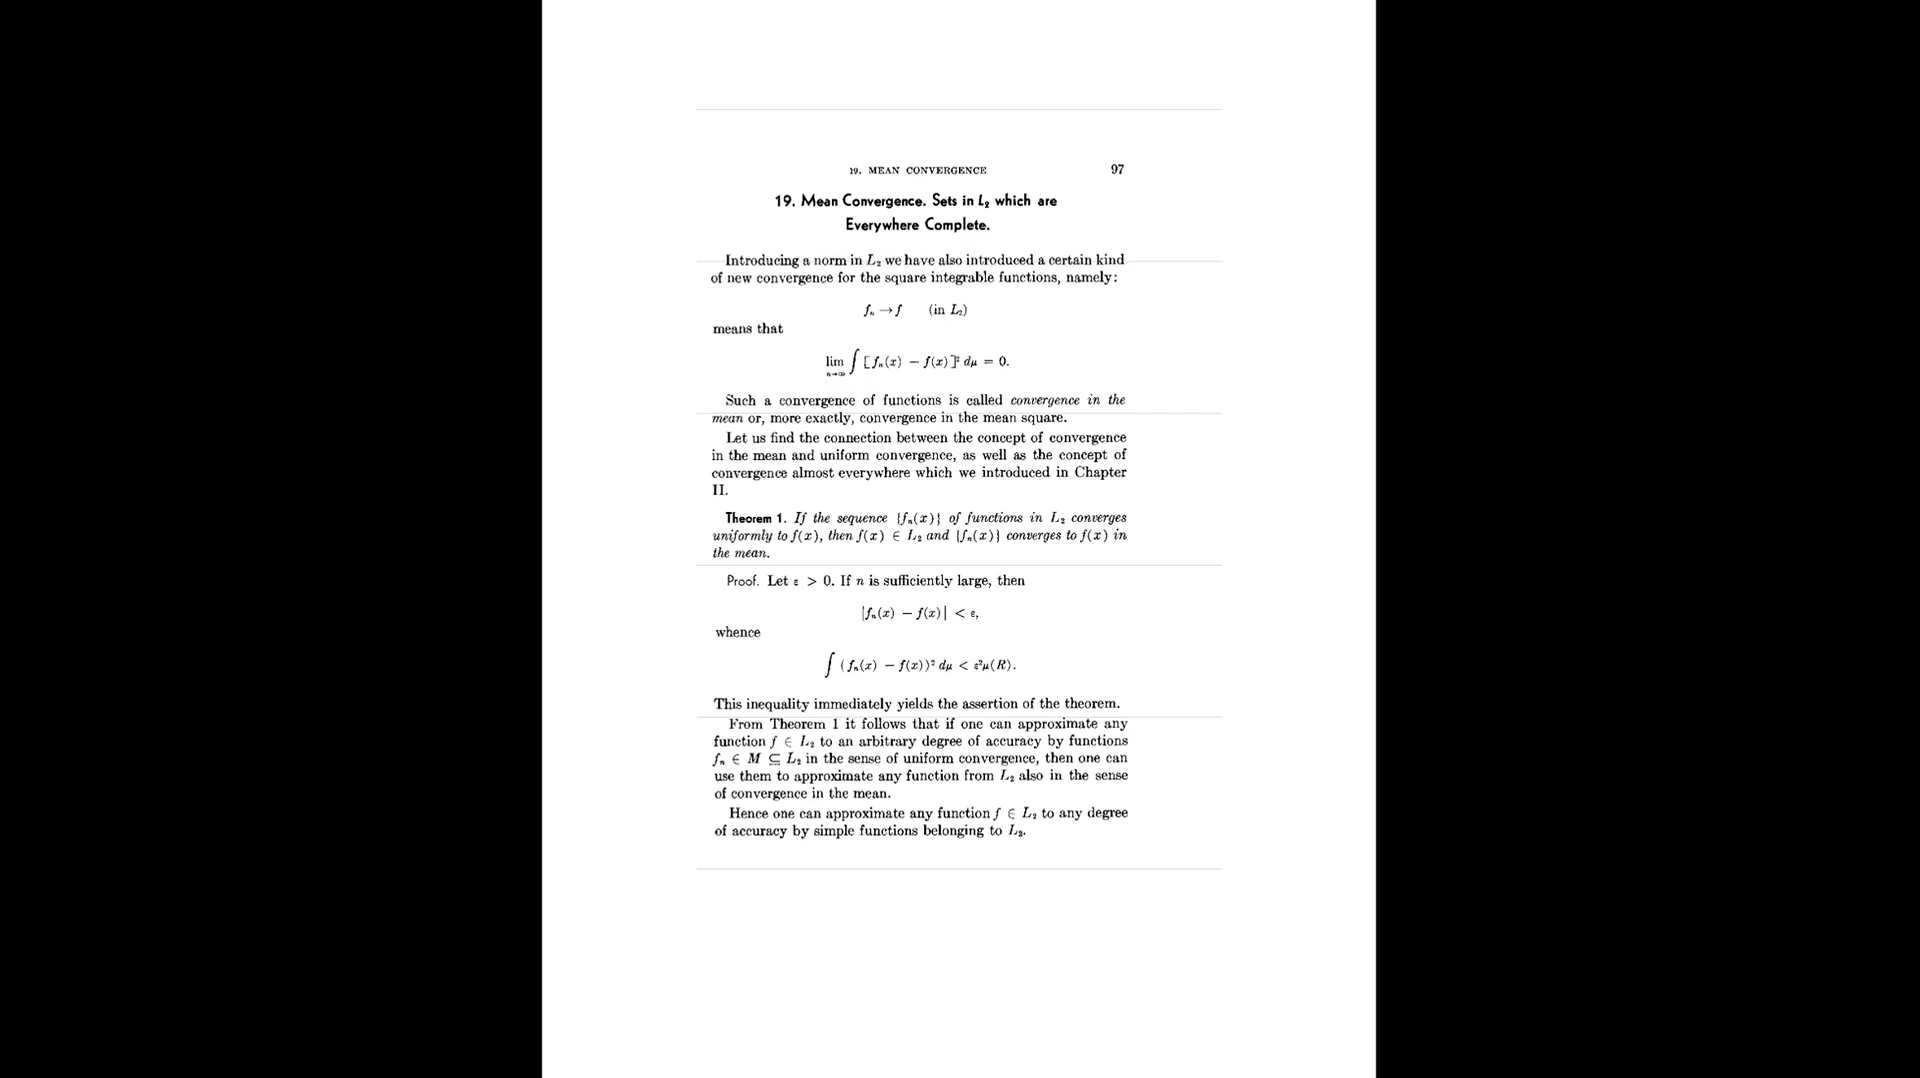 19. MEAN CONVERGENCE 97
19. Mean Convergence. Sets in L₂ which are
Everywhere Complete.
Introducing a norm in L₂ we have also introduced a certain kind
of new convergence for the square integrable functions, namely:
fₙ → f (in L₂)
means that
lim ∫ [fₙ(x) − f(x)]² dμ = 0.
n→∞
Such a convergence of functions is called convergence in the
mean or, more exactly, convergence in the mean square.
Let us find the connection between the concept of convergence
in the mean and uniform convergence, as well as the concept of
convergence almost everywhere which we introduced in Chapter
II.
Theorem 1. If the sequence {fₙ(x)} of functions in L₂ converges
uniformly to f(x), then f(x) ∈ L₂ and {fₙ(x)} converges to f(x) in
the mean.
Proof. Let ε > 0. If n is sufficiently large, then
|fₙ(x) − f(x)| < ε,
whence
∫ (fₙ(x) − f(x))² dμ < ε²μ(R).
This inequality immediately yields the assertion of the theorem.
From Theorem 1 it follows that if one can approximate any
function f ∈ L₂ to an arbitrary degree of accuracy by functions
fₙ ∈ M ⊆ L₂ in the sense of uniform convergence, then one can
use them to approximate any function from L₂ also in the sense
of convergence in the mean.
Hence one can approximate any function f ∈ L₂ to any degree
of accuracy by simple functions belonging to L₂.